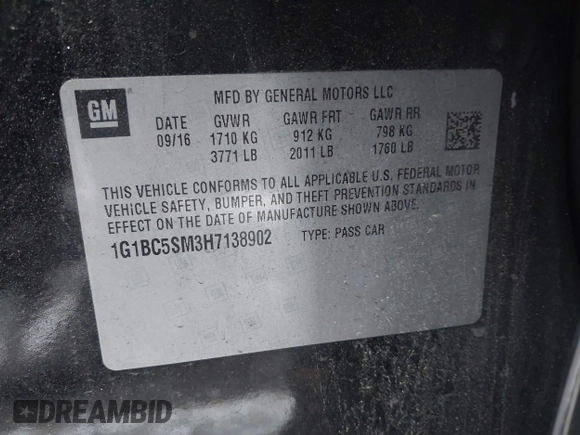 GM
MFD BY GENERAL MOTORS LLC
DATE GVWR GAWR FRT GAWR RR
09/16 1710 KG 912 KG 798 KG
3771 LB 2011 LB 1760 LB
THIS VEHICLE CONFORMS TO ALL APPLICABLE U.S. FEDERAL MOTOR
VEHICLE SAFETY, BUMPER, AND THEFT PREVENTION STANDARDS IN
EFFECT ON THE DATE OF MANUFACTURE SHOWN ABOVE.
1G1BC5SM3H7138902 TYPE: PASS CAR
DREAMBID